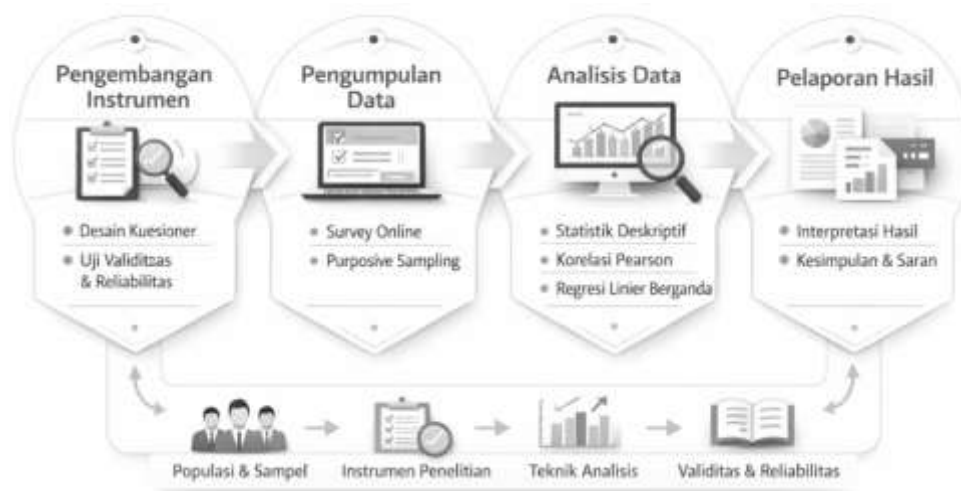 Pengembangan
Instrumen
Desain Kuesioner
Uji Validitzas
& Reliabilitas
Pengumpulan
Data
Survey Online
Purposive Sampling
Analisis Data
Statistik Deskriptif
Korelasi Pearson
Regresi Linier Berganda
Pelaporan Hasil
Interpretasi Hasil
Kesimpulan & Saran
Populasi & Sampel
Instrumen Penelitian
Teknik Analisis
Validitas & Reliabilitas